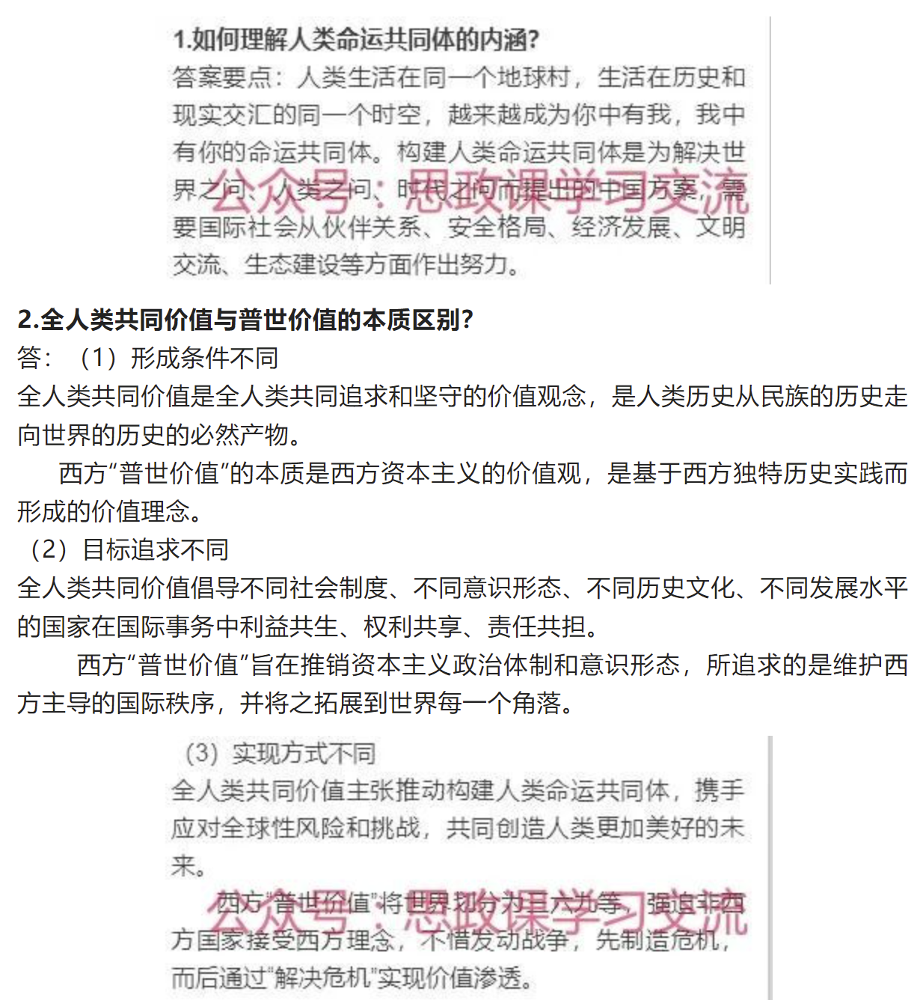 1.如何理解人类命运共同体的内涵?
答案要点：人类生活在同一个地球村，生活在历史和
现实交汇的同一个时空，越来越成为你中有我，我中
有你的命运共同体。构建人类命运共同体是为解决世
界之问、人类之问、时代之问而提出的中国方案，需
公众号：思政课学习交流
要国际社会从伙伴关系、安全格局、经济发展、文明
交流、生态建设等方面作出努力。
2.全人类共同价值与普世价值的本质区别?
答：（1）形成条件不同
全人类共同价值是全人类共同追求和坚守的价值观念，是人类历史从民族的历史走
向世界的历史的必然产物。
西方“普世价值”的本质是西方资本主义的价值观，是基于西方独特历史实践而
形成的价值理念。
（2）目标追求不同
全人类共同价值倡导不同社会制度、不同意识形态、不同历史文化、不同发展水平
的国家在国际事务中利益共生、权利共享、责任共担。
西方“普世价值”旨在推销资本主义政治体制和意识形态，所追求的是维护西
方主导的国际秩序，并将之拓展到世界每一个角落。
（3）实现方式不同
全人类共同价值主张推动构建人类命运共同体，携手
应对全球性风险和挑战，共同创造人类更加美好的未
来。
西方“普世价值”将世界划分为三六九等，强迫非西
公众号：思政课学习交流
方国家接受西方理念，不惜发动战争，先制造危机，
而后通过“解决危机”实现价值渗透。